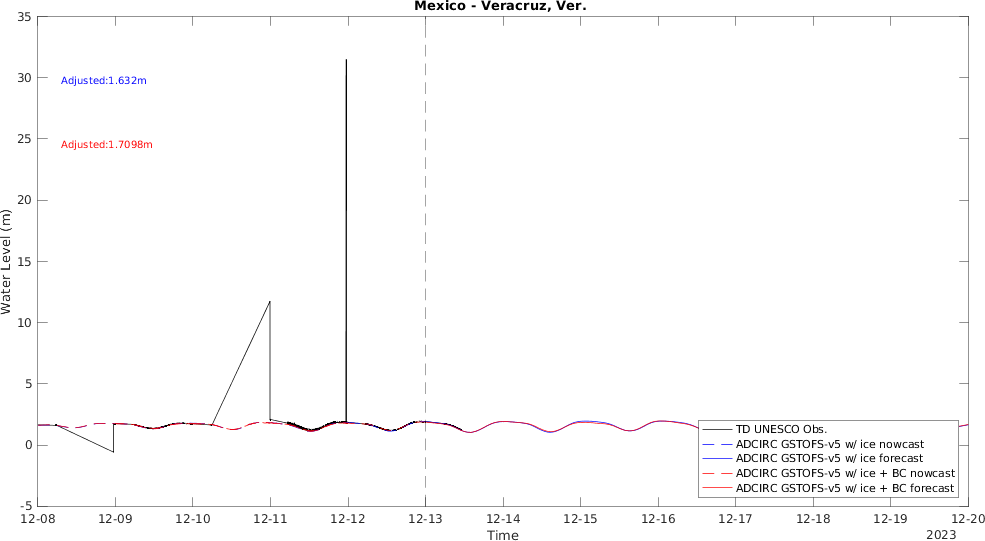 Mexico - Veracruz, Ver.
35
30
25
20
15
10
5
0
-5
Water Level (m)
Adjusted:1.632m
Adjusted:1.7098m
TD UNESCO Obs.
ADCIRC GSTOFS-v5 w/ ice nowcast
ADCIRC GSTOFS-v5 w/ ice forecast
ADCIRC GSTOFS-v5 w/ ice + BC nowcast
ADCIRC GSTOFS-v5 w/ ice + BC forecast
12-08 12-09 12-10 12-11 12-12 12-13 12-14 12-15 12-16 12-17 12-18 12-19 12-20
Time
2023